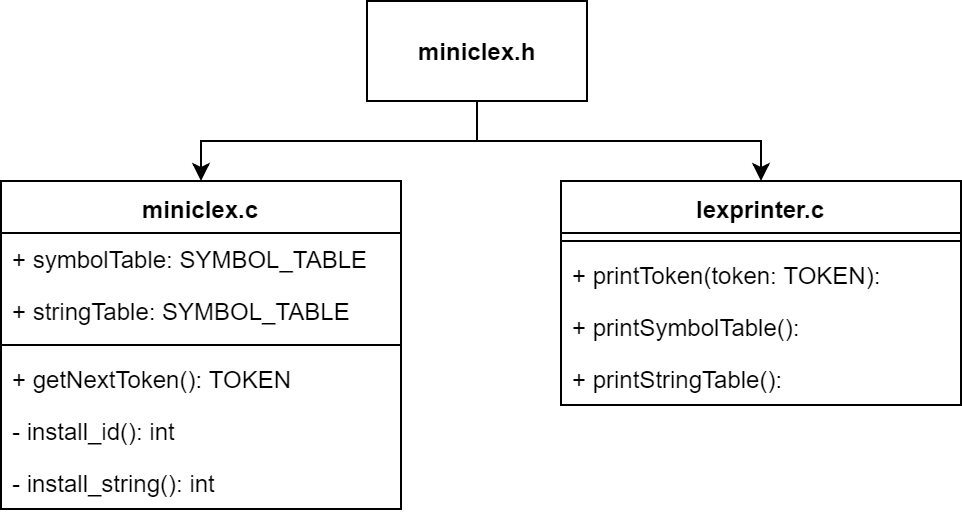 miniclex.h
miniclex.c
+ symbolTable: SYMBOL_TABLE
+ stringTable: SYMBOL_TABLE
+ getNextToken(): TOKEN
- install_id(): int
- install_string(): int
lexprinter.c
+ printToken(token: TOKEN):
+ printSymbolTable():
+ printStringTable():